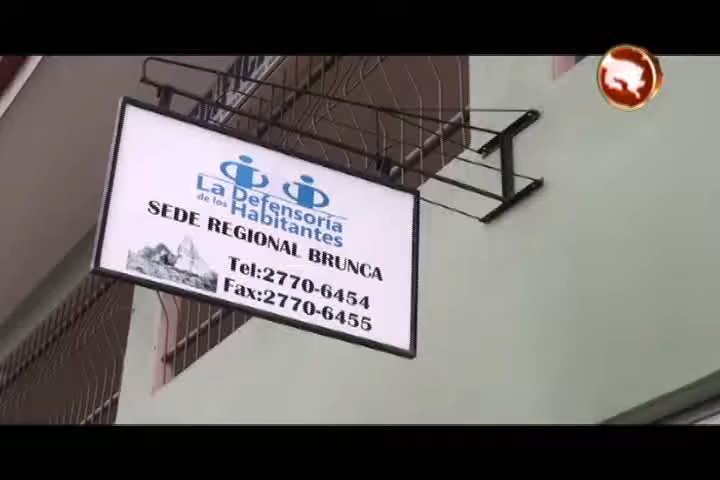 La Defensoría
de los Habitantes
SEDE REGIONAL BRUNCA
Tel:2770-6454
Fax:2770-6455